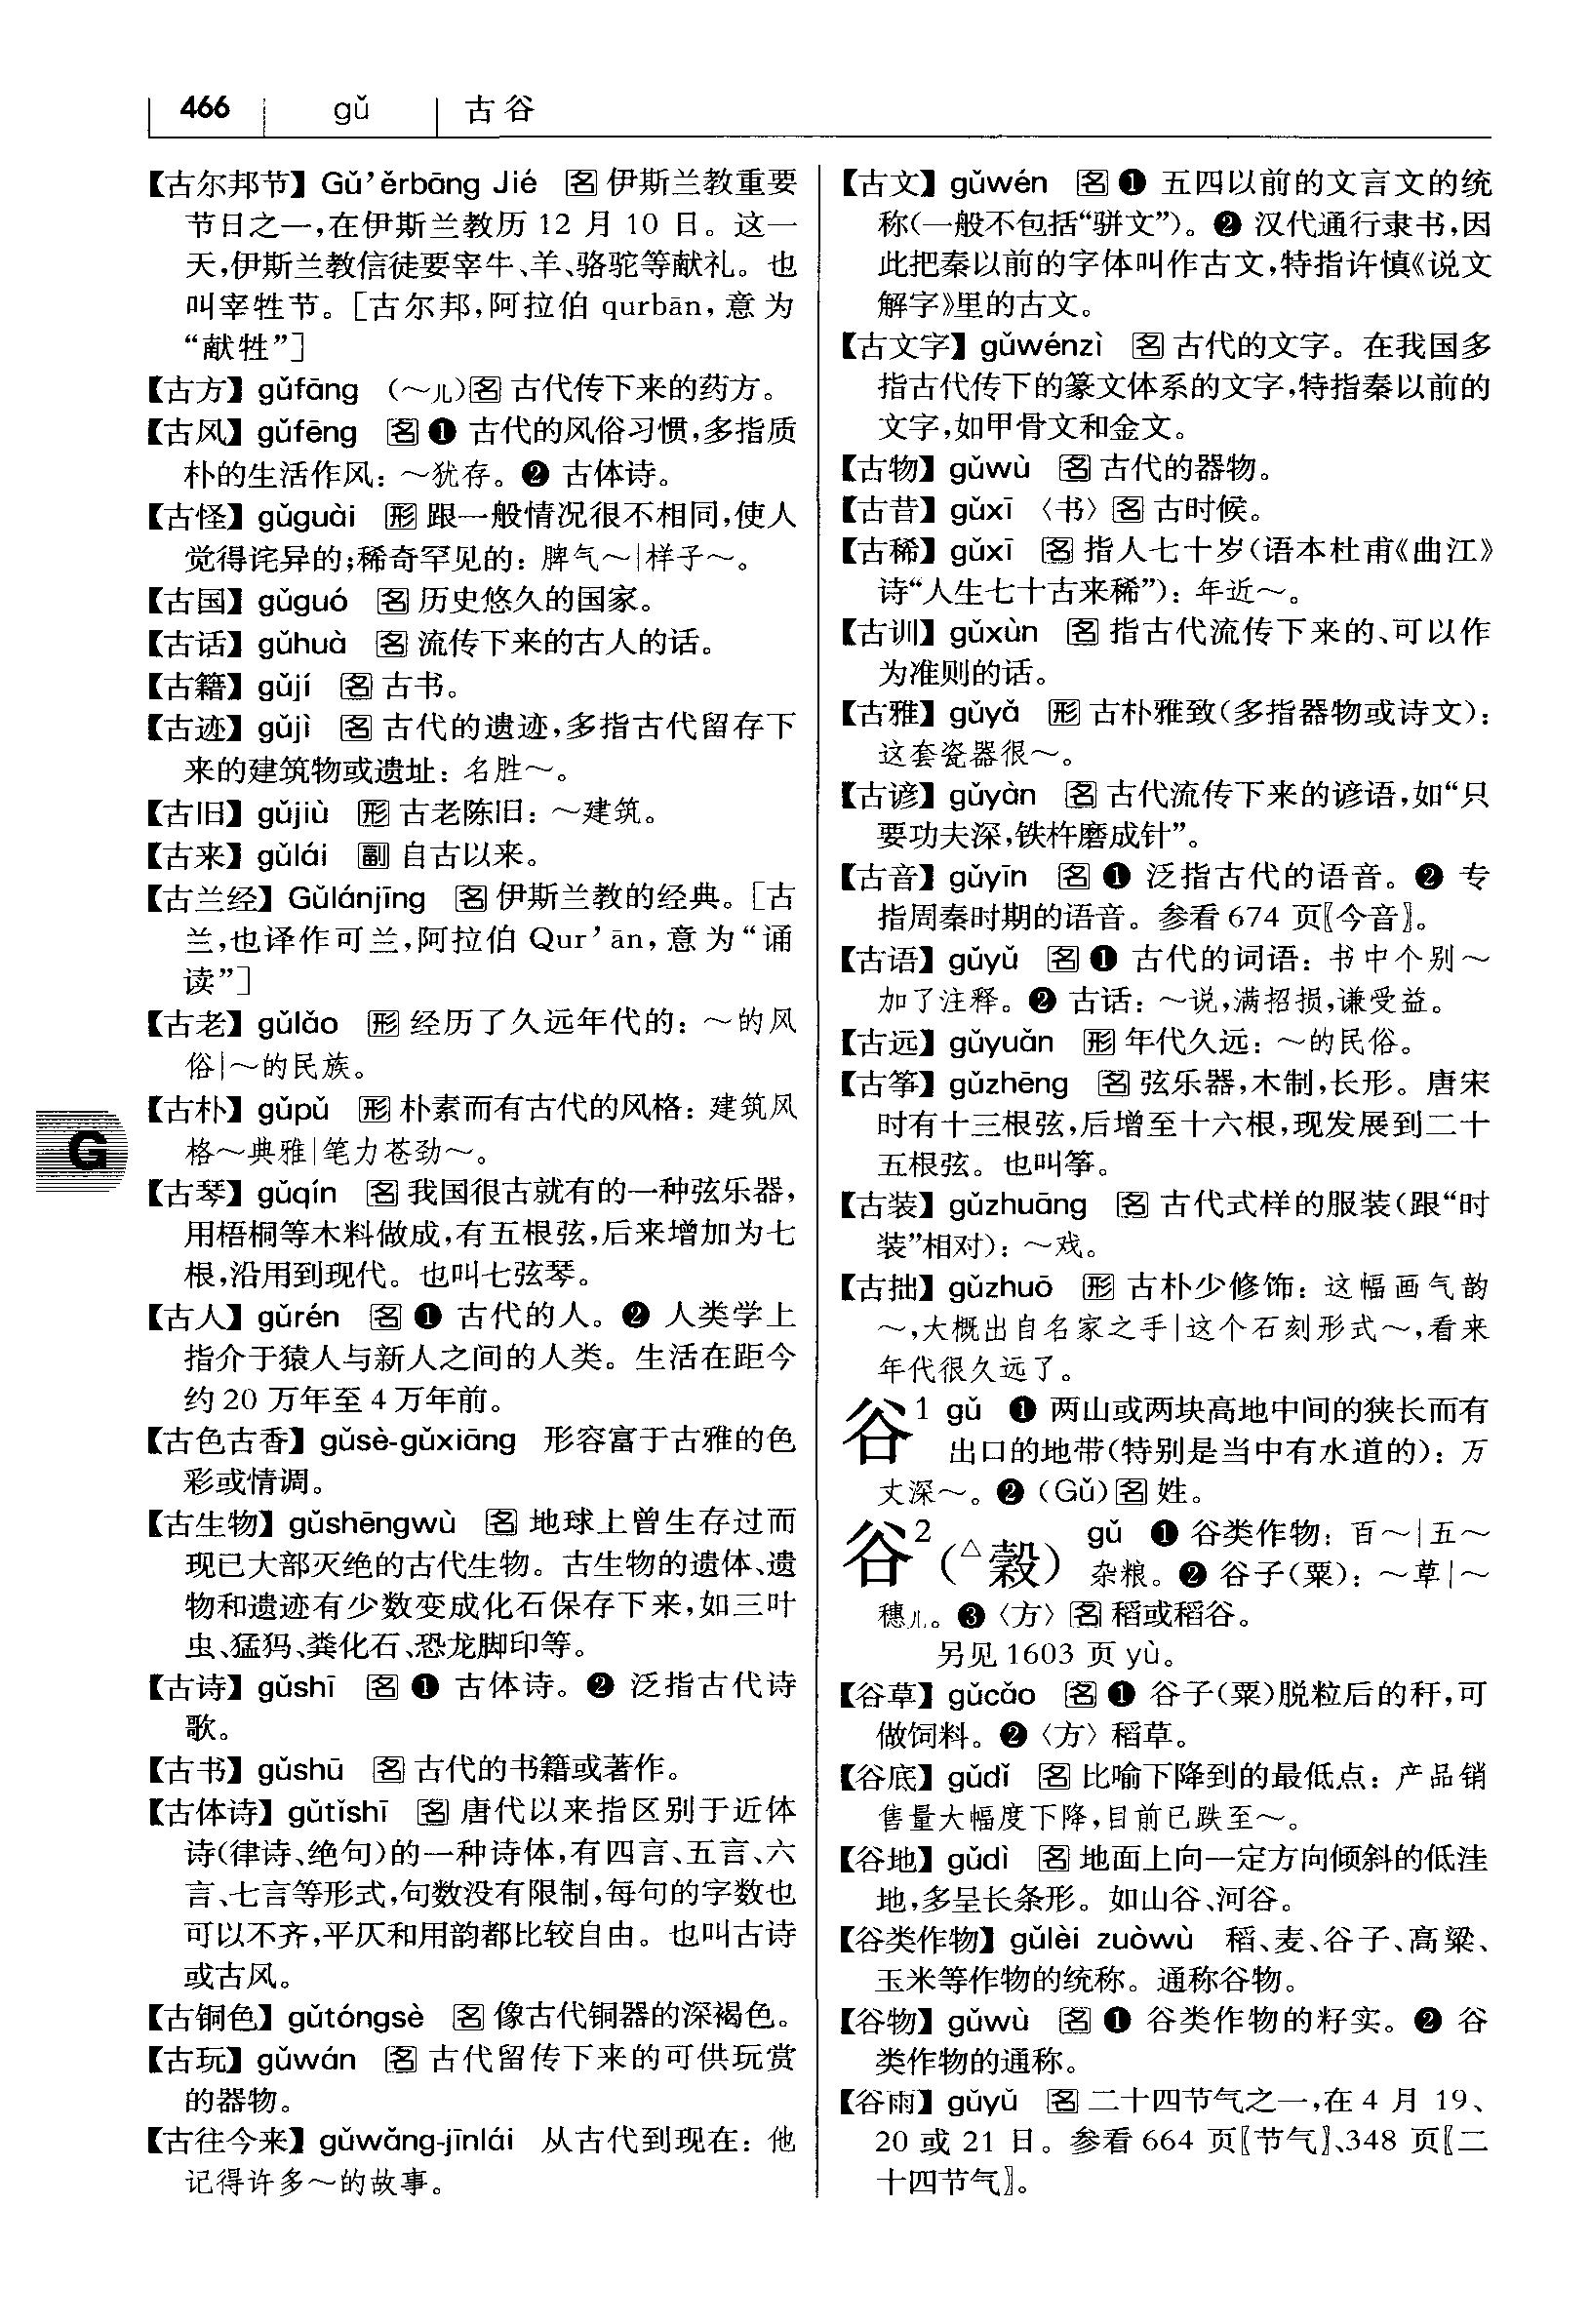 466 gǔ 古谷
【古尔邦节】Gǔ’ěrbāng Jié 名 伊斯兰教重要
节日之一,在伊斯兰教历 12 月 10 日。这一
天,伊斯兰教信徒要宰牛、羊、骆驼等献礼。也
叫宰牲节。[古尔邦,阿拉伯 qurbān,意为
“献牲”]
【古方】gǔfāng (～儿)名 古代传下来的药方。
【古风】gǔfēng 名 ❶ 古代的风俗习惯,多指质
朴的生活作风：～犹存。❷ 古体诗。
【古怪】gǔguài 形 跟一般情况很不相同,使人
觉得诧异的;稀奇罕见的：脾气～|样子～。
【古国】gǔguó 名 历史悠久的国家。
【古话】gǔhuà 名 流传下来的古人的话。
【古籍】gǔjí 名 古书。
【古迹】gǔjì 名 古代的遗迹,多指古代留存下
来的建筑物或遗址：名胜～。
【古旧】gǔjiù 形 古老陈旧：～建筑。
【古来】gǔlái 副 自古以来。
【古兰经】Gǔlánjīng 名 伊斯兰教的经典。[古
兰,也译作可兰,阿拉伯 Qur’ān,意为“诵
读”]
【古老】gǔlǎo 形 经历了久远年代的：～的风
俗|～的民族。
【古朴】gǔpǔ 形 朴素而有古代的风格：建筑风
格～典雅|笔力苍劲～。
【古琴】gǔqín 名 我国很古就有的一种弦乐器,
用梧桐等木料做成,有五根弦,后来增加为七
根,沿用到现代。也叫七弦琴。
【古人】gǔrén 名 ❶ 古代的人。❷ 人类学上
指介于猿人与新人之间的人类。生活在距今
约 20 万年至 4 万年前。
【古色古香】gǔsè-gǔxiāng 形容富于古雅的色
彩或情调。
【古生物】gǔshēngwù 名 地球上曾生存过而
现已大部灭绝的古代生物。古生物的遗体、遗
物和遗迹有少数变成化石保存下来,如三叶
虫、猛犸、粪化石、恐龙脚印等。
【古诗】gǔshī 名 ❶ 古体诗。❷ 泛指古代诗
歌。
【古书】gǔshū 名 古代的书籍或著作。
【古体诗】gǔtǐshī 名 唐代以来指区别于近体
诗(律诗、绝句)的一种诗体,有四言、五言、六
言、七言等形式,句数没有限制,每句的字数也
可以不齐,平仄和用韵都比较自由。也叫古诗
或古风。
【古铜色】gǔtóngsè 名 像古代铜器的深褐色。
【古玩】gǔwán 名 古代留传下来的可供玩赏
的器物。
【古往今来】gǔwǎng-jīnlái 从古代到现在：他
记得许多～的故事。
G
【古文】gǔwén 名 ❶ 五四以前的文言文的统
称(一般不包括“骈文”)。❷ 汉代通行隶书,因
此把秦以前的字体叫作古文,特指许慎《说文
解字》里的古文。
【古文字】gǔwénzì 名 古代的文字。在我国多
指古代传下的篆文体系的文字,特指秦以前的
文字,如甲骨文和金文。
【古物】gǔwù 名 古代的器物。
【古昔】gǔxī 〈书〉名 古时候。
【古稀】gǔxī 名 指人七十岁(语本杜甫《曲江》
诗“人生七十古来稀”)：年近～。
【古训】gǔxùn 名 指古代流传下来的、可以作
为准则的话。
【古雅】gǔyǎ 形 古朴雅致(多指器物或诗文)：
这套瓷器很～。
【古谚】gǔyàn 名 古代流传下来的谚语,如“只
要功夫深,铁杵磨成针”。
【古音】gǔyīn 名 ❶ 泛指古代的语音。❷ 专
指周秦时期的语音。参看 674 页〖今音〗。
【古语】gǔyǔ 名 ❶ 古代的词语：书中个别～
加了注释。❷ 古话：～说,满招损,谦受益。
【古远】gǔyuǎn 形 年代久远：～的民俗。
【古筝】gǔzhēng 名 弦乐器,木制,长形。唐宋
时有十三根弦,后增至十六根,现发展到二十
五根弦。也叫筝。
【古装】gǔzhuāng 名 古代式样的服装(跟“时
装”相对)：～戏。
【古拙】gǔzhuō 形 古朴少修饰：这幅画气韵
～,大概出自名家之手|这个石刻形式～,看来
年代很久远了。
谷1 gǔ ❶ 两山或两块高地中间的狭长而有
出口的地带(特别是当中有水道的)：万
丈深～。❷ (Gǔ)名 姓。
谷2(△穀) gǔ ❶ 谷类作物：百～|五～
杂粮。❷ 谷子(粟)：～草|～
穗儿。❸〈方〉名 稻或稻谷。
另见 1603 页 yù。
【谷草】gǔcǎo 名 ❶ 谷子(粟)脱粒后的秆,可
做饲料。❷〈方〉稻草。
【谷底】gǔdǐ 名 比喻下降到的最低点：产品销
售量大幅度下降,目前已跌至～。
【谷地】gǔdì 名 地面上向一定方向倾斜的低洼
地,多呈长条形。如山谷、河谷。
【谷类作物】gǔlèi zuòwù 稻、麦、谷子、高粱、
玉米等作物的统称。通称谷物。
【谷物】gǔwù 名 ❶ 谷类作物的籽实。❷ 谷
类作物的通称。
【谷雨】gǔyǔ 名 二十四节气之一,在 4 月 19、
20 或 21 日。参看 664 页〖节气〗、348 页〖二
十四节气〗。